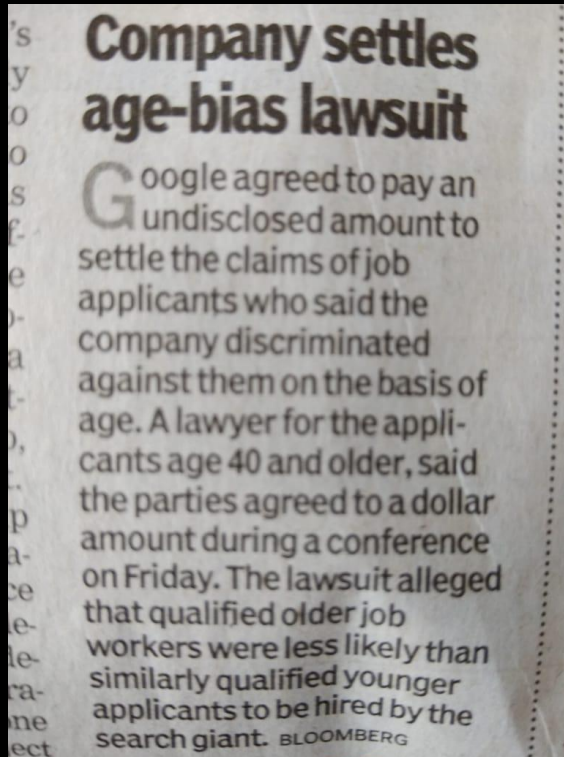 Company settles
age-bias lawsuit
Google agreed to pay an
undisclosed amount to
settle the claims of job
applicants who said the
company discriminated
against them on the basis of
age. A lawyer for the appli-
cants age 40 and older, said
the parties agreed to a dollar
amount during a conference
on Friday. The lawsuit alleged
that qualified older job
workers were less likely than
similarly qualified younger
applicants to be hired by the
search giant. BLOOMBERG